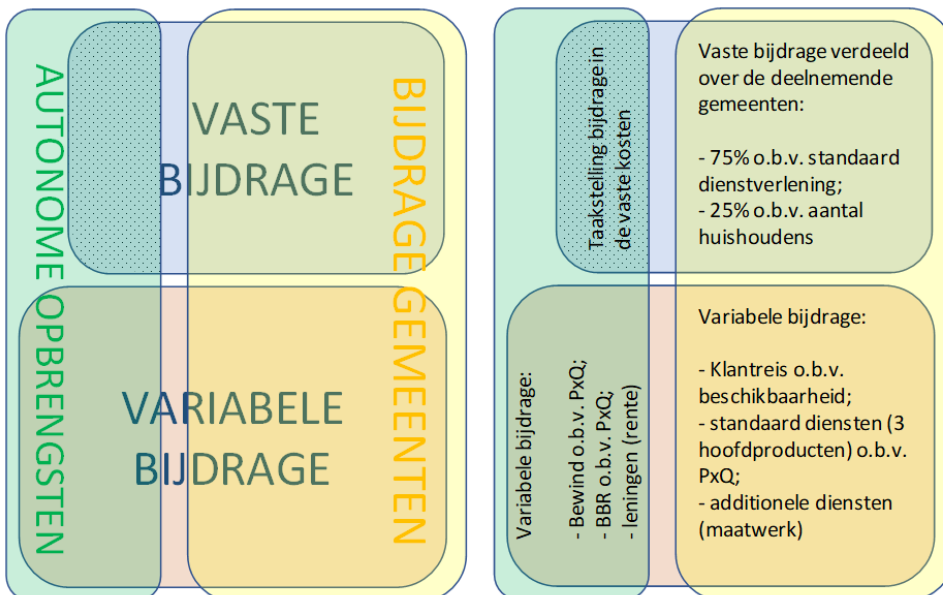 AUTONOME OPBRENGSTEN
VASTE
BIJDRAGE
VARIABELE
BIJDRAGE
BIJDRAGE GEMEENTEN
Taakstelling bijdrage in
de vaste kosten
Vaste bijdrage verdeeld
over de deelnemende
gemeenten:
- 75% o.b.v. standaard
dienstverlening;
- 25% o.b.v. aantal
huishoudens
Variabele bijdrage:
- Bewind o.b.v. PxQ;
- BBR o.b.v. PxQ;
- leningen (rente)
Variabele bijdrage:
- Klantreis o.b.v.
beschikbaarheid;
- standaard diensten (3
hoofdproducten) o.b.v.
PxQ;
- additionele diensten
(maatwerk)